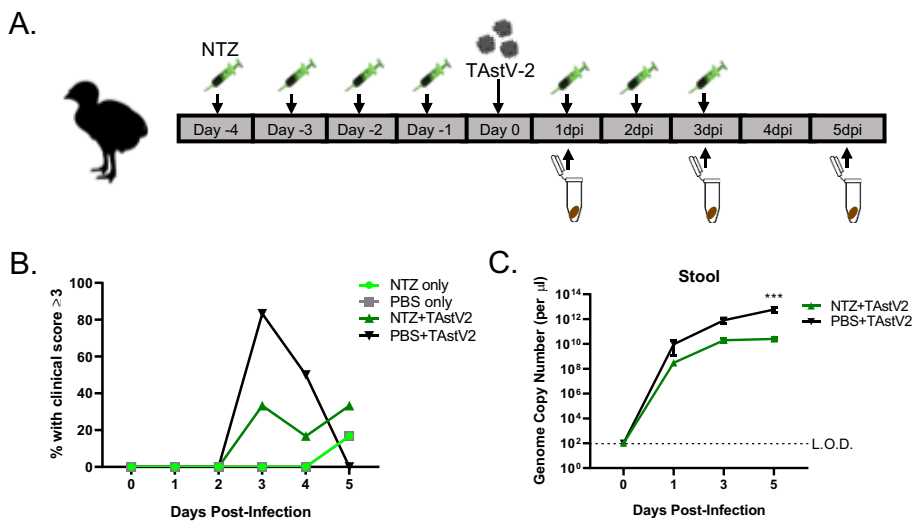 A.
NTZ
TAstV-2
Day -4 Day -3 Day -2 Day -1 Day 0 1dpi 2dpi 3dpi 4dpi 5dpi
B.
% with clinical score ≥3
100
80
60
40
20
0
0 1 2 3 4 5
Days Post-Infection
NTZ only
PBS only
NTZ+TAstV2
PBS+TAstV2
C.
Stool
Genome Copy Number (per µl)
10¹⁴
10¹²
10¹⁰
10⁸
10⁶
10⁴
10²
10⁰
***
L.O.D.
0 1 3 5
Days Post-Infection
NTZ+TAstV2
PBS+TAstV2